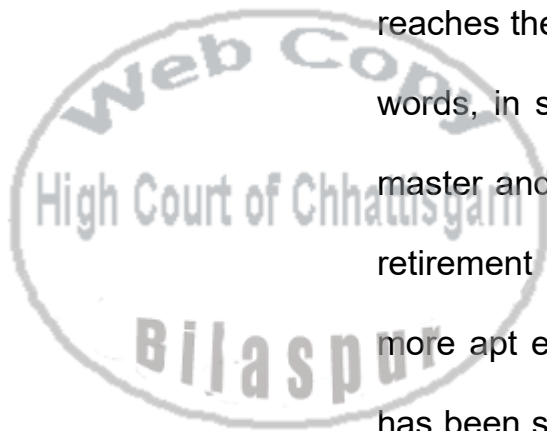 reaches the
words, in s
master and
retirement
more apt e
has been s
Web Copy
High Court of Chhattisgarh
Bilaspur